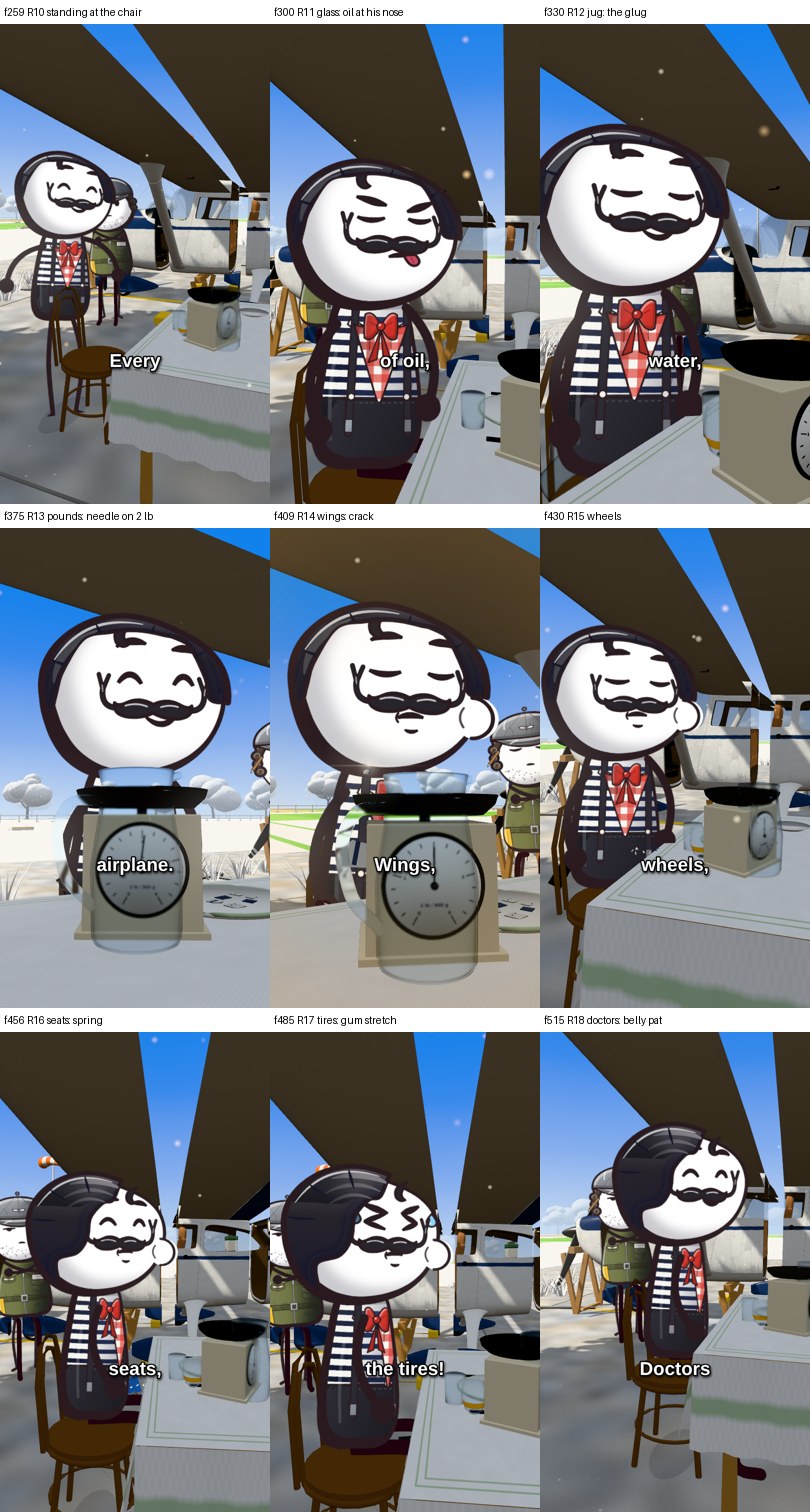 f259 R10 standing at the chair
f300 R11 glass: oil at his nose
f330 R12 jug: the glug
Every
of oil,
water,
f375 R13 pounds: needle on 2 lb
f409 R14 wings: crack
f430 R15 wheels
airplane.
Wings,
wheels,
f456 R16 seats: spring
f485 R17 tires: gum stretch
f515 R18 doctors: belly pat
seats,
the tires!
Doctors